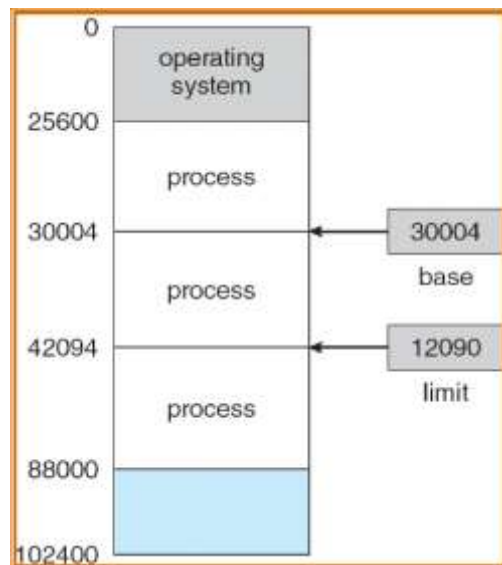 0
operating
system
25600
process
30004
30004
base
process
42094
12090
limit
process
88000
102400